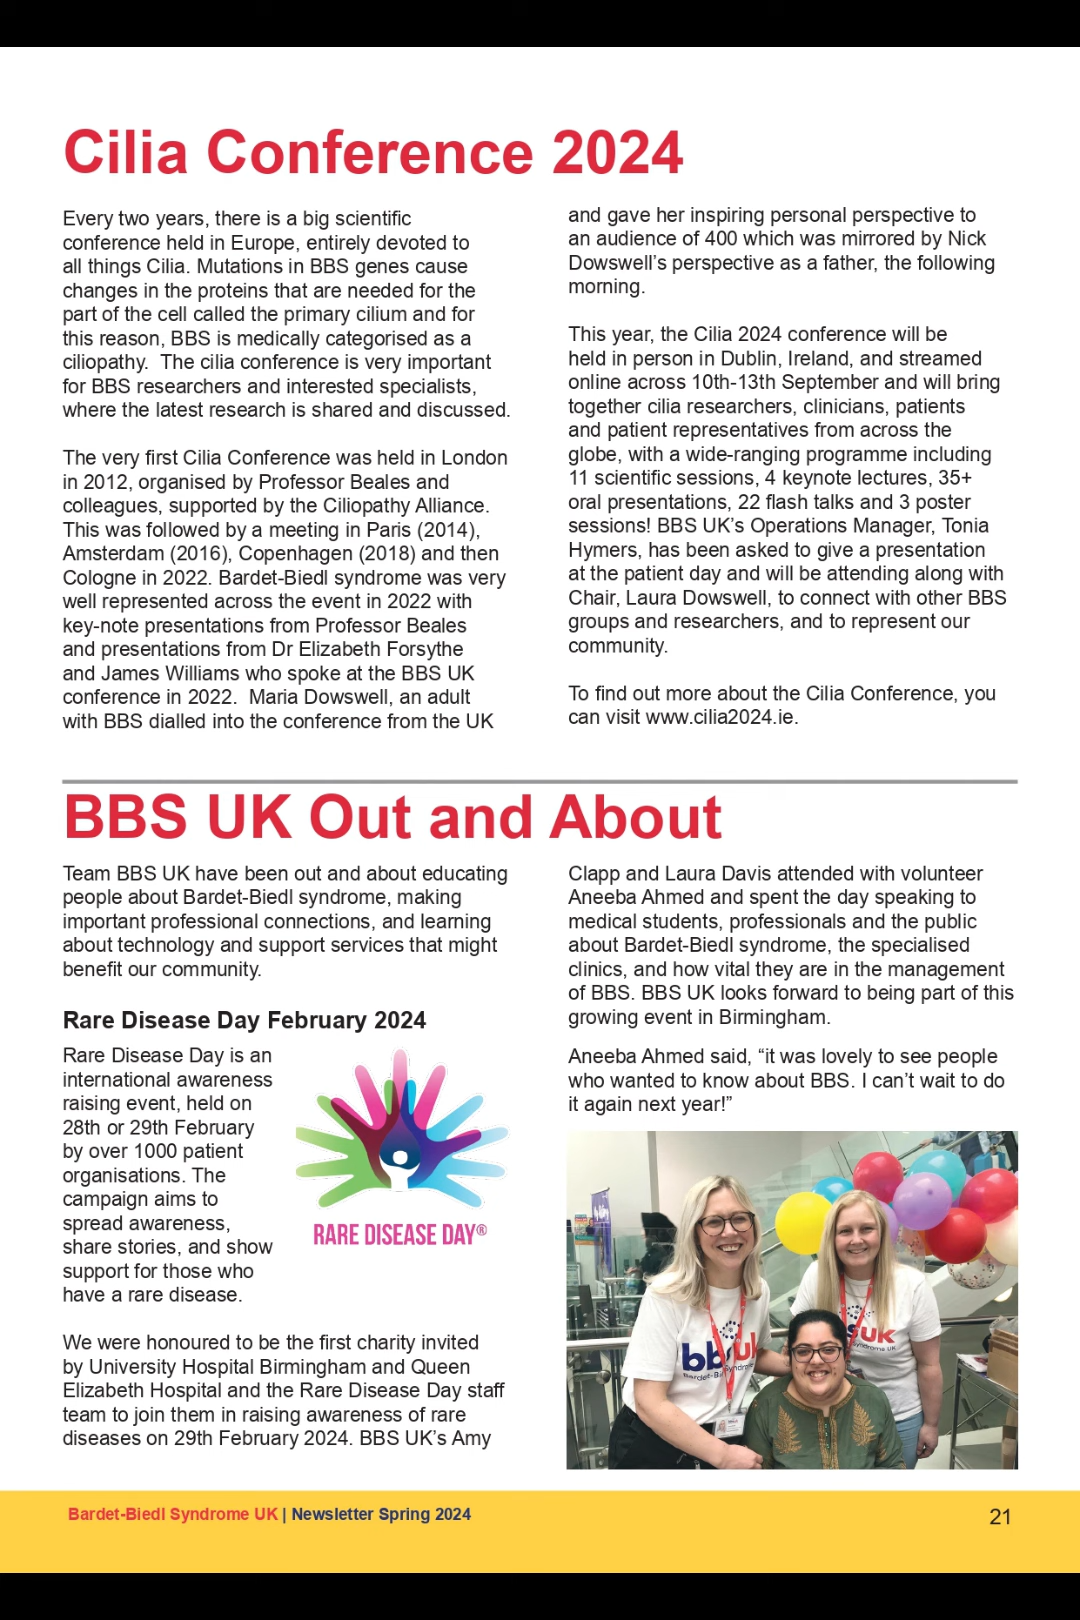 Cilia Conference 2024
Every two years, there is a big scientific
conference held in Europe, entirely devoted to
all things Cilia. Mutations in BBS genes cause
changes in the proteins that are needed for the
part of the cell called the primary cilium and for
this reason, BBS is medically categorised as a
ciliopathy.  The cilia conference is very important
for BBS researchers and interested specialists,
where the latest research is shared and discussed.
The very first Cilia Conference was held in London
in 2012, organised by Professor Beales and
colleagues, supported by the Ciliopathy Alliance.
This was followed by a meeting in Paris (2014),
Amsterdam (2016), Copenhagen (2018) and then
Cologne in 2022. Bardet-Biedl syndrome was very
well represented across the event in 2022 with
key-note presentations from Professor Beales
and presentations from Dr Elizabeth Forsythe
and James Williams who spoke at the BBS UK
conference in 2022.  Maria Dowswell, an adult
with BBS dialled into the conference from the UK
and gave her inspiring personal perspective to
an audience of 400 which was mirrored by Nick
Dowswell's perspective as a father, the following
morning.
This year, the Cilia 2024 conference will be
held in person in Dublin, Ireland, and streamed
online across 10th-13th September and will bring
together cilia researchers, clinicians, patients
and patient representatives from across the
globe, with a wide-ranging programme including
11 scientific sessions, 4 keynote lectures, 35+
oral presentations, 22 flash talks and 3 poster
sessions! BBS UK's Operations Manager, Tonia
Hymers, has been asked to give a presentation
at the patient day and will be attending along with
Chair, Laura Dowswell, to connect with other BBS
groups and researchers, and to represent our
community.
To find out more about the Cilia Conference, you
can visit www.cilia2024.ie.
BBS UK Out and About
Team BBS UK have been out and about educating
people about Bardet-Biedl syndrome, making
important professional connections, and learning
about technology and support services that might
benefit our community.
Rare Disease Day February 2024
Rare Disease Day is an
international awareness
raising event, held on
28th or 29th February
by over 1000 patient
organisations. The
campaign aims to
spread awareness,
share stories, and show
support for those who
have a rare disease.
RARE DISEASE DAY®
We were honoured to be the first charity invited
by University Hospital Birmingham and Queen
Elizabeth Hospital and the Rare Disease Day staff
team to join them in raising awareness of rare
diseases on 29th February 2024. BBS UK's Amy
Clapp and Laura Davis attended with volunteer
Aneeba Ahmed and spent the day speaking to
medical students, professionals and the public
about Bardet-Biedl syndrome, the specialised
clinics, and how vital they are in the management
of BBS. BBS UK looks forward to being part of this
growing event in Birmingham.
Aneeba Ahmed said, "it was lovely to see people
who wanted to know about BBS. I can't wait to do
it again next year!"
Bardet-Biedl Syndrome UK | Newsletter Spring 2024
21